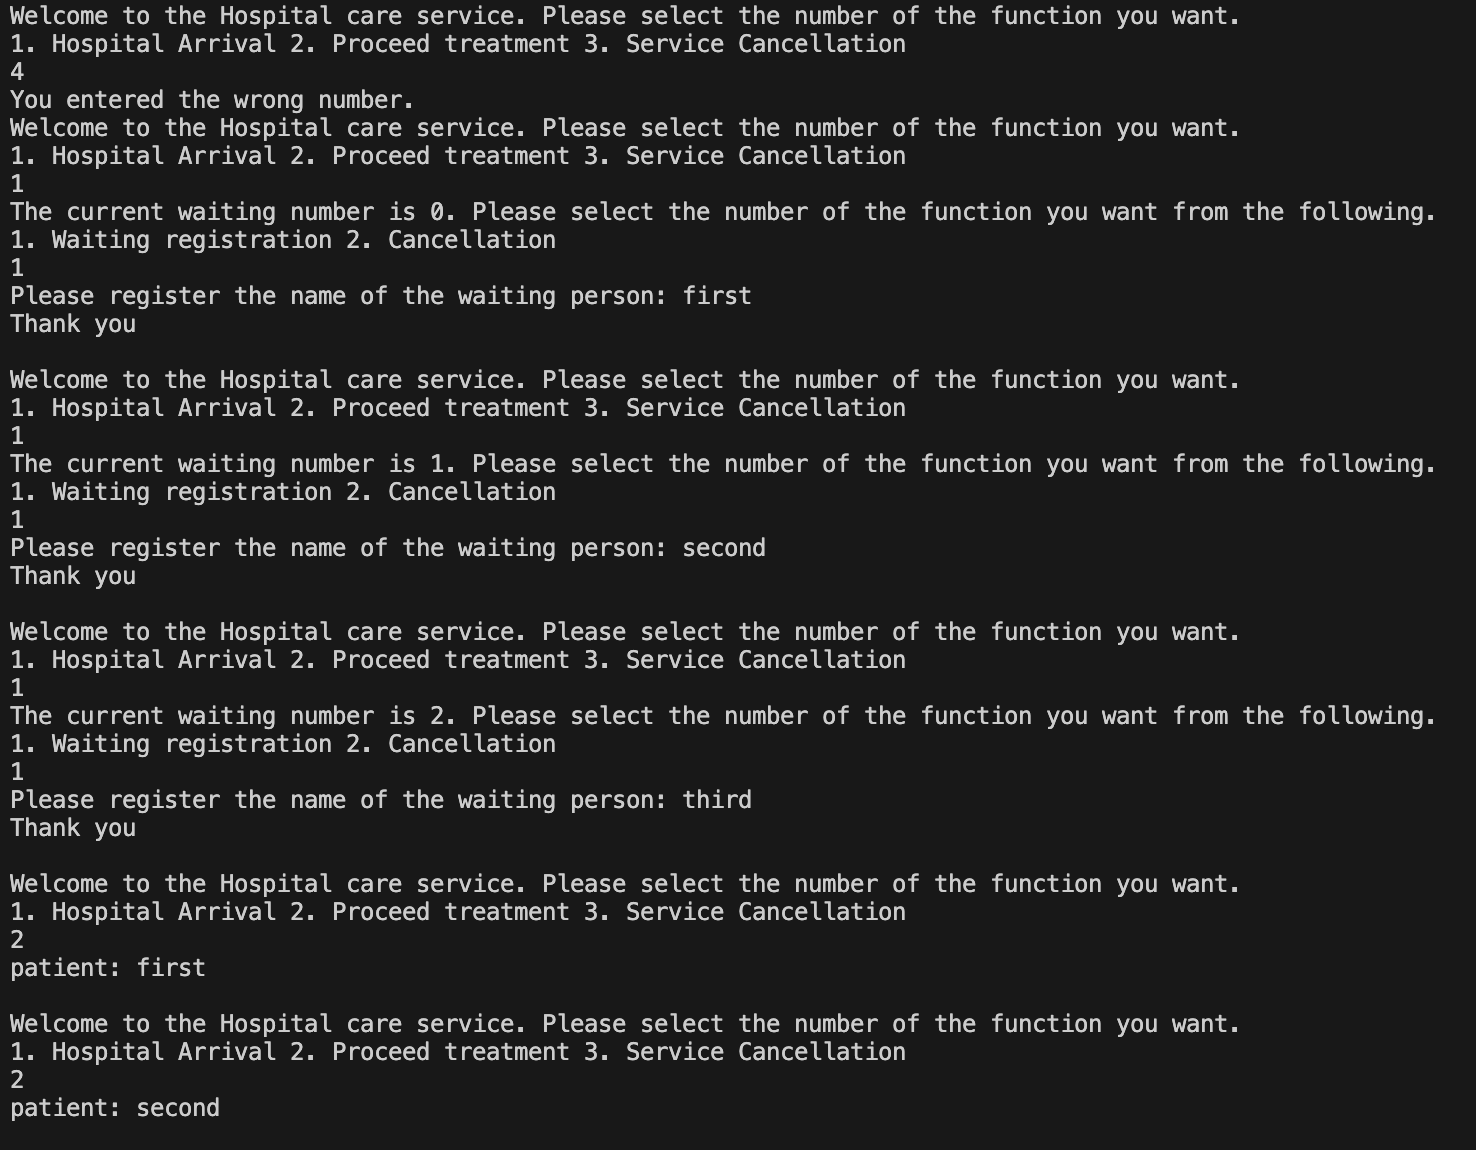 Welcome to the Hospital care service. Please select the number of the function you want.
1. Hospital Arrival 2. Proceed treatment 3. Service Cancellation
4
You entered the wrong number.
Welcome to the Hospital care service. Please select the number of the function you want.
1. Hospital Arrival 2. Proceed treatment 3. Service Cancellation
1
The current waiting number is 0. Please select the number of the function you want from the following.
1. Waiting registration 2. Cancellation
1
Please register the name of the waiting person: first
Thank you

Welcome to the Hospital care service. Please select the number of the function you want.
1. Hospital Arrival 2. Proceed treatment 3. Service Cancellation
1
The current waiting number is 1. Please select the number of the function you want from the following.
1. Waiting registration 2. Cancellation
1
Please register the name of the waiting person: second
Thank you

Welcome to the Hospital care service. Please select the number of the function you want.
1. Hospital Arrival 2. Proceed treatment 3. Service Cancellation
1
The current waiting number is 2. Please select the number of the function you want from the following.
1. Waiting registration 2. Cancellation
1
Please register the name of the waiting person: third
Thank you

Welcome to the Hospital care service. Please select the number of the function you want.
1. Hospital Arrival 2. Proceed treatment 3. Service Cancellation
2
patient: first

Welcome to the Hospital care service. Please select the number of the function you want.
1. Hospital Arrival 2. Proceed treatment 3. Service Cancellation
2
patient: second